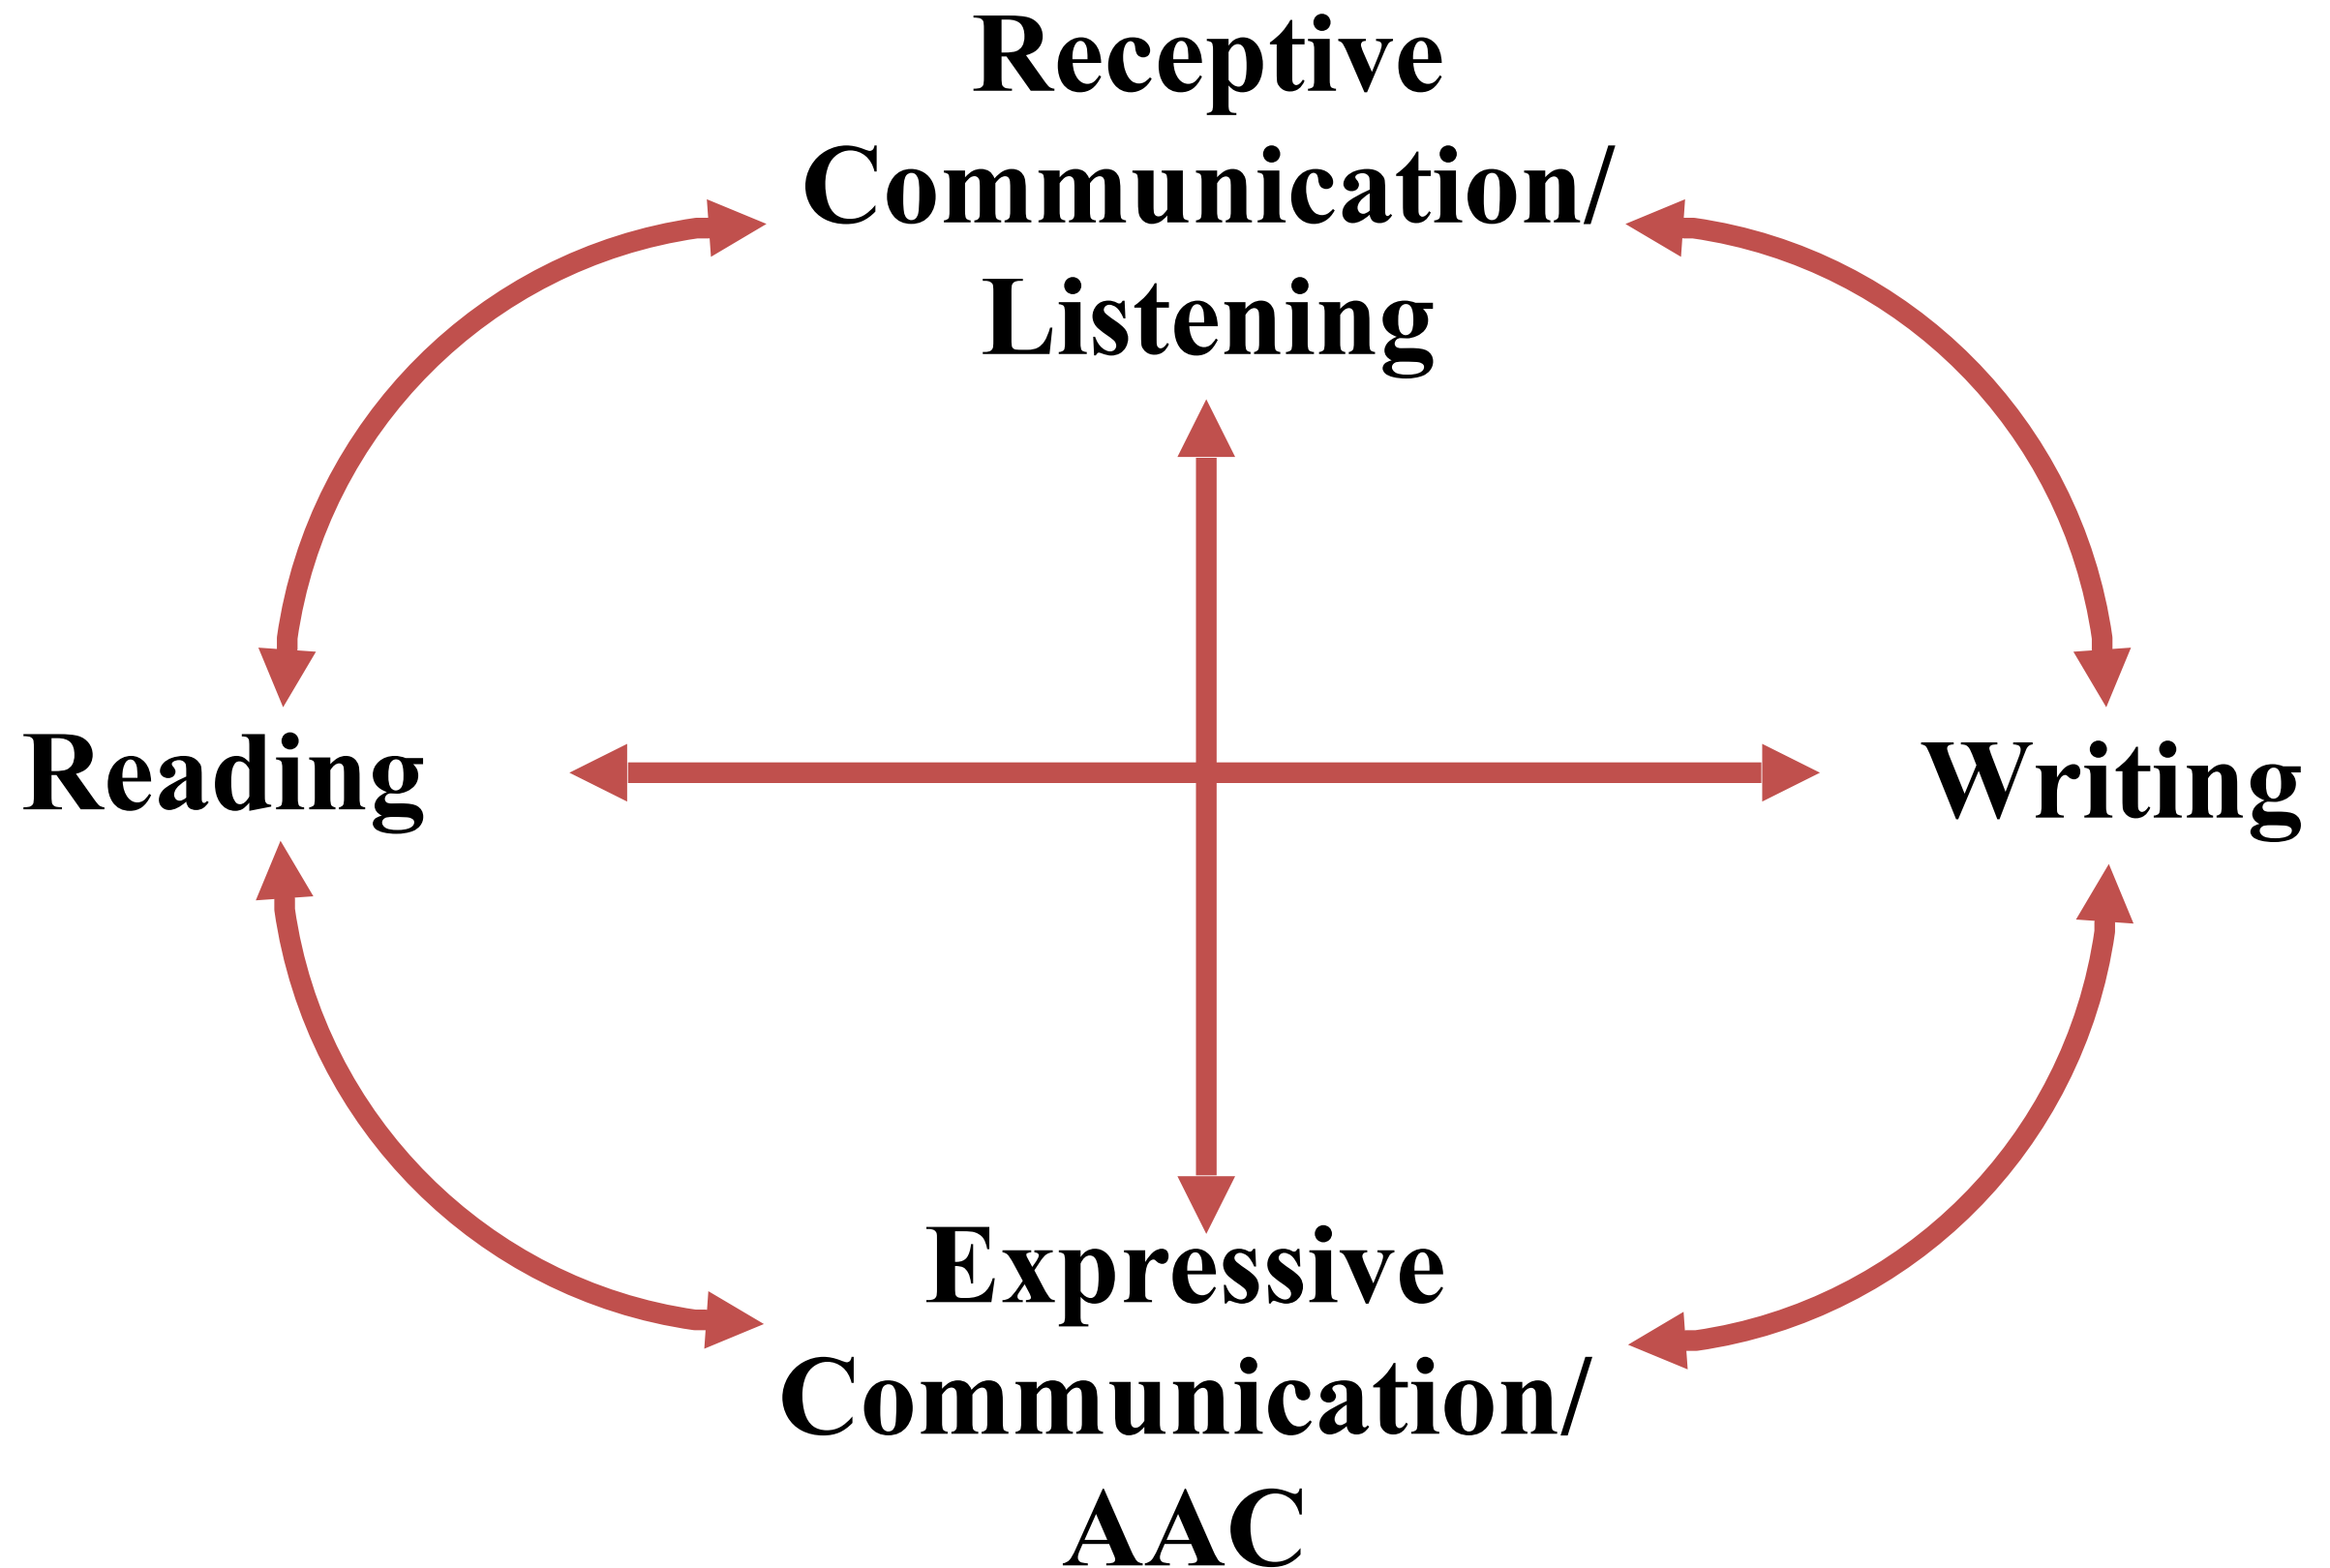 Receptive
Communication/
Listening
Reading
Writing
Expressive
Communication/
AAC